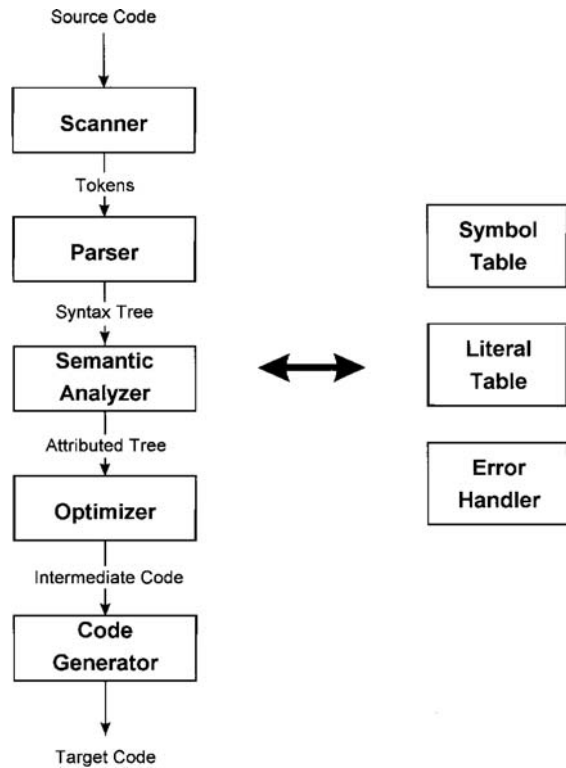 Source Code
Scanner
Tokens
Parser
Syntax Tree
Semantic
Analyzer
Attributed Tree
Optimizer
Intermediate Code
Code
Generator
Target Code
Symbol
Table
Literal
Table
Error
Handler